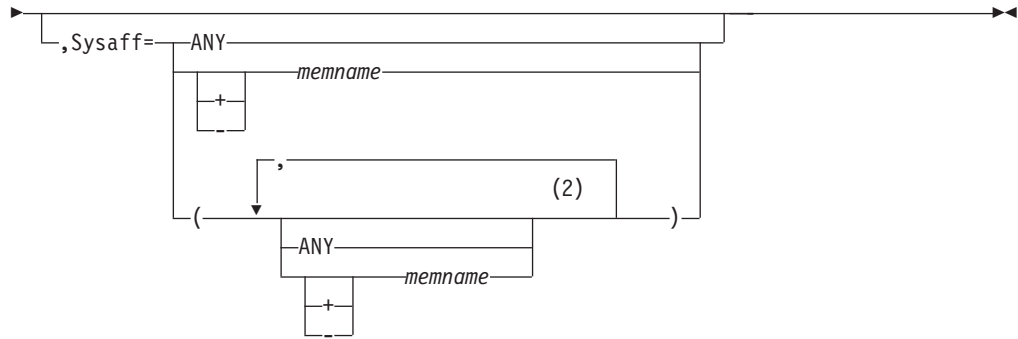 ,Sysaff= ANY
memname
+
-
,
(2)
( )
ANY
memname
+
-